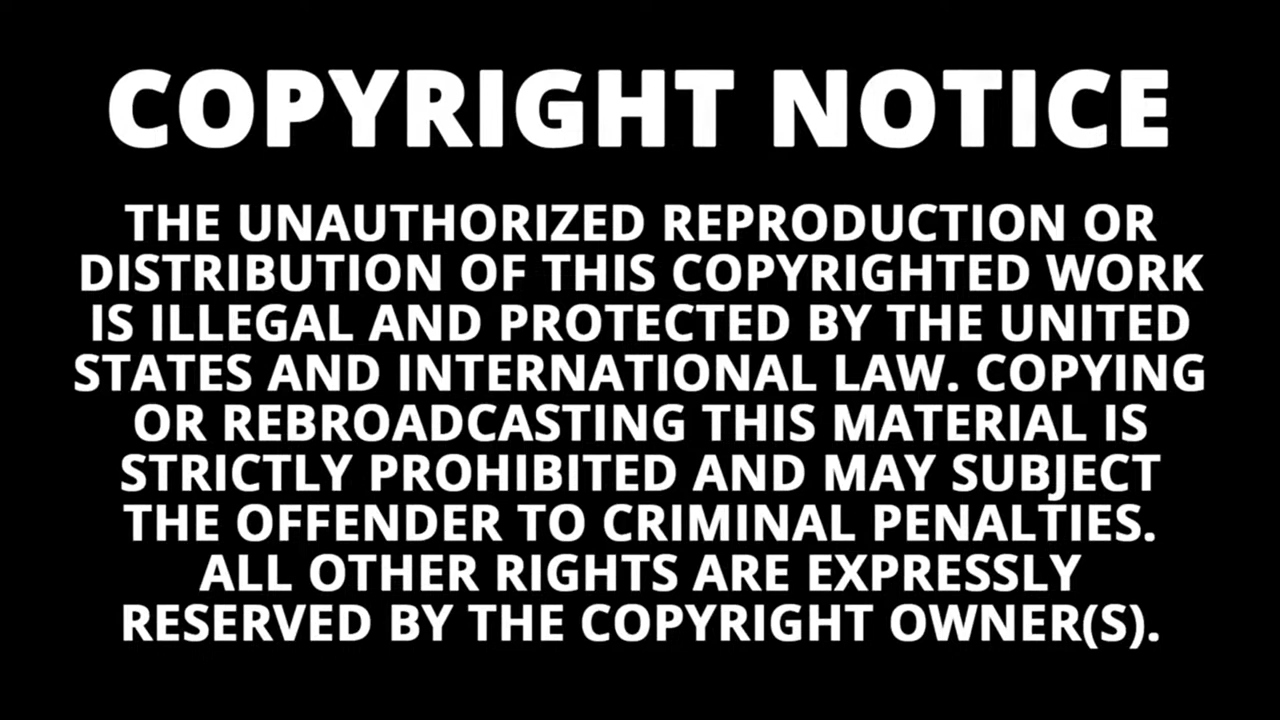 COPYRIGHT NOTICE
THE UNAUTHORIZED REPRODUCTION OR
DISTRIBUTION OF THIS COPYRIGHTED WORK
IS ILLEGAL AND PROTECTED BY THE UNITED
STATES AND INTERNATIONAL LAW. COPYING
OR REBROADCASTING THIS MATERIAL IS
STRICTLY PROHIBITED AND MAY SUBJECT
THE OFFENDER TO CRIMINAL PENALTIES.
ALL OTHER RIGHTS ARE EXPRESSLY
RESERVED BY THE COPYRIGHT OWNER(S).